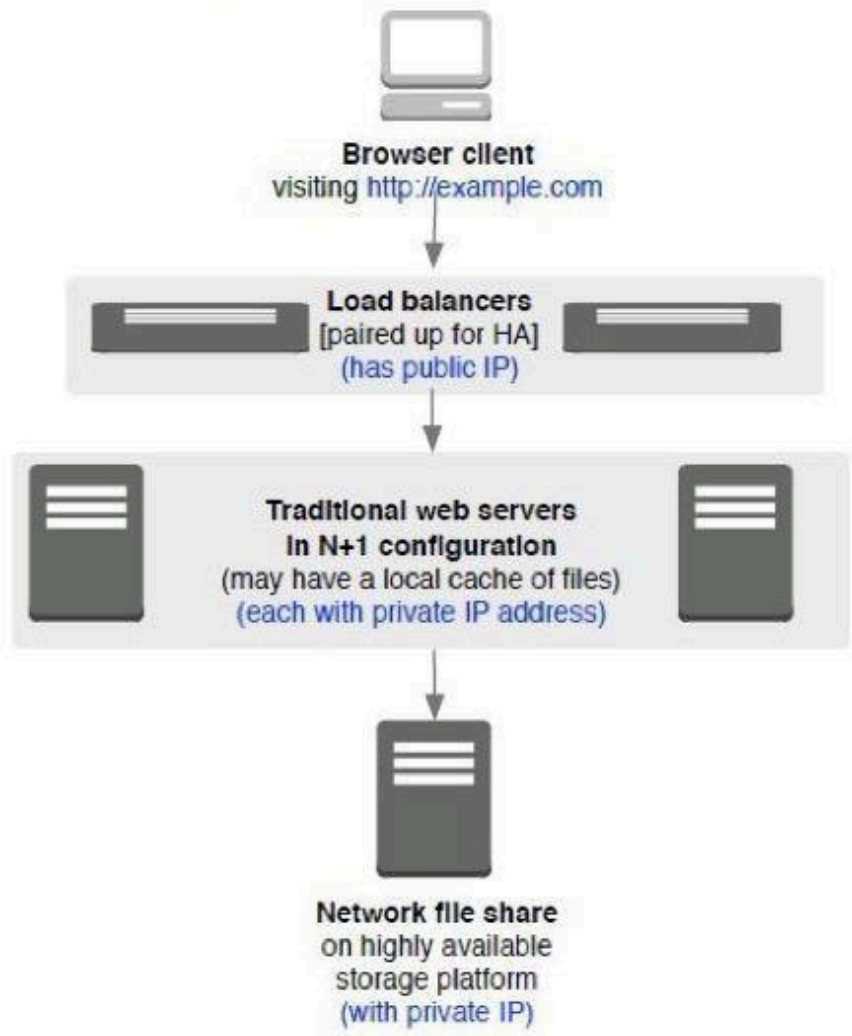 Browser client
visiting http://example.com
Load balancers
[paired up for HA]
(has public IP)
Traditional web servers
in N+1 configuration
(may have a local cache of files)
(each with private IP address)
Network file share
on highly available
storage platform
(with private IP)